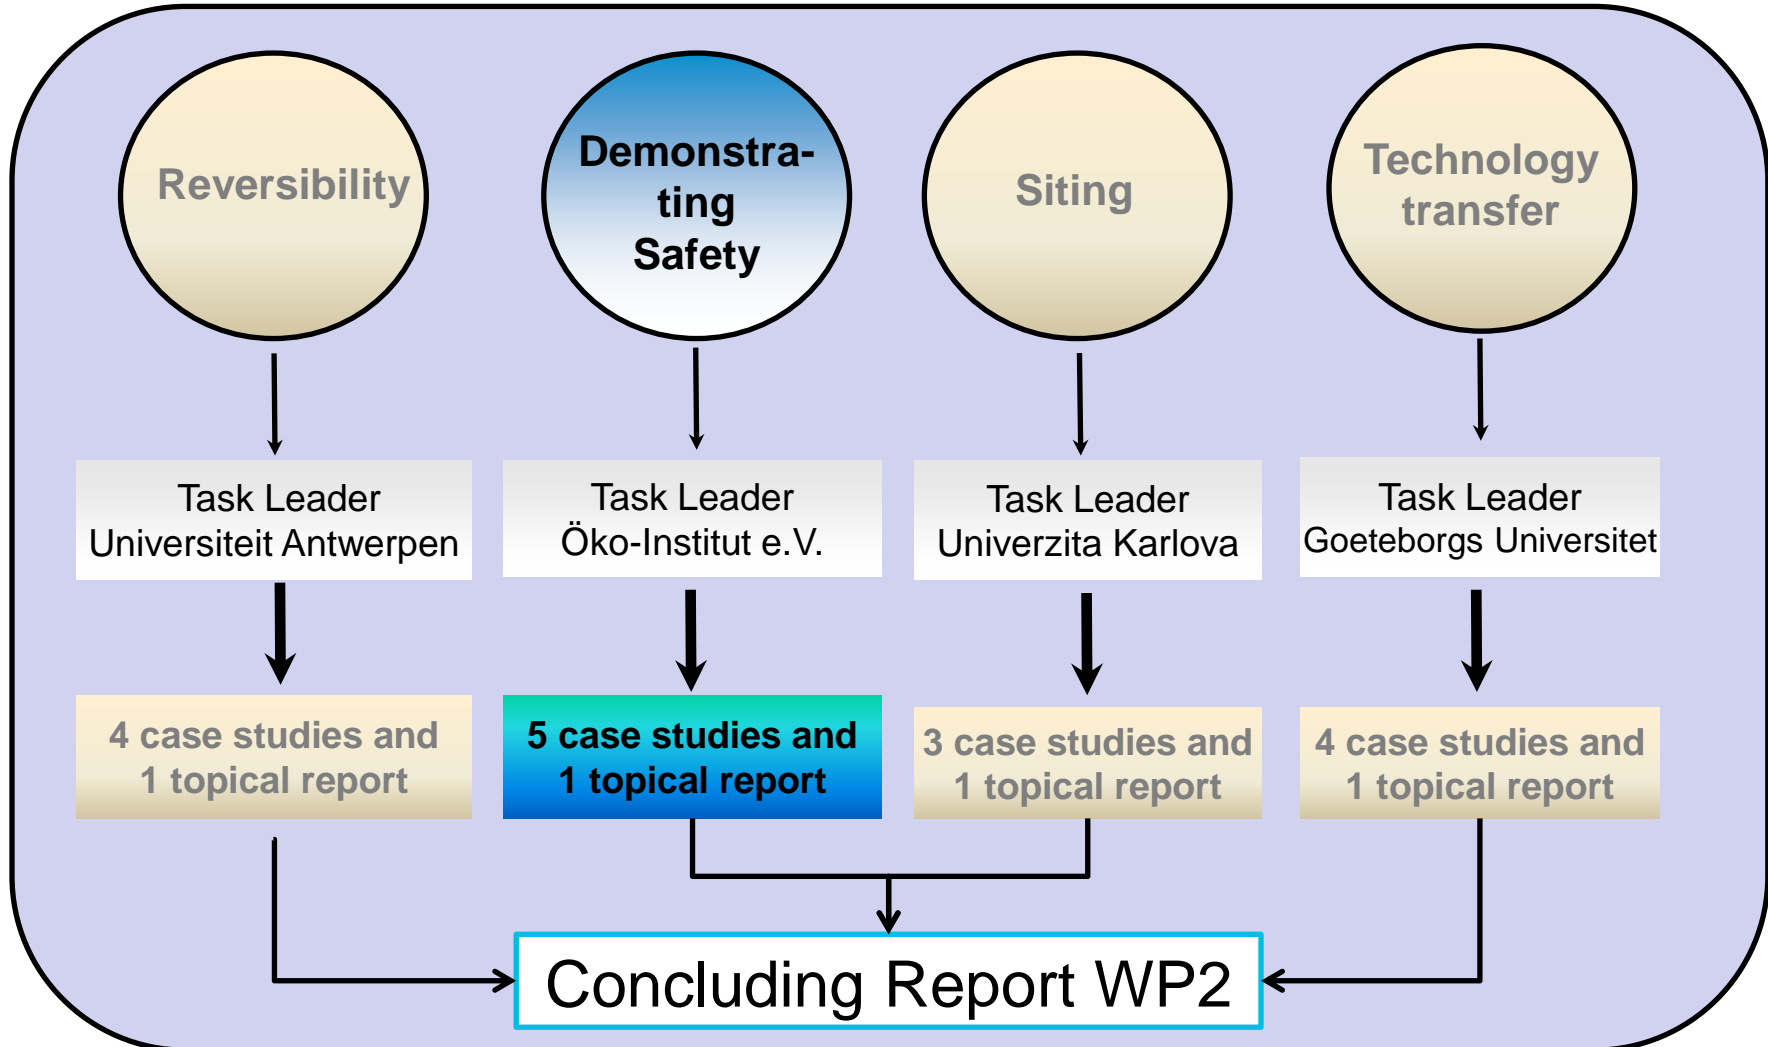 Reversibility
Demonstra-
ting
Safety
Siting
Technology
transfer
Task Leader
Universiteit Antwerpen
Task Leader
Öko-Institut e.V.
Task Leader
Univerzita Karlova
Task Leader
Goeteborgs Universitet
4 case studies and
1 topical report
5 case studies and
1 topical report
3 case studies and
1 topical report
4 case studies and
1 topical report
Concluding Report WP2